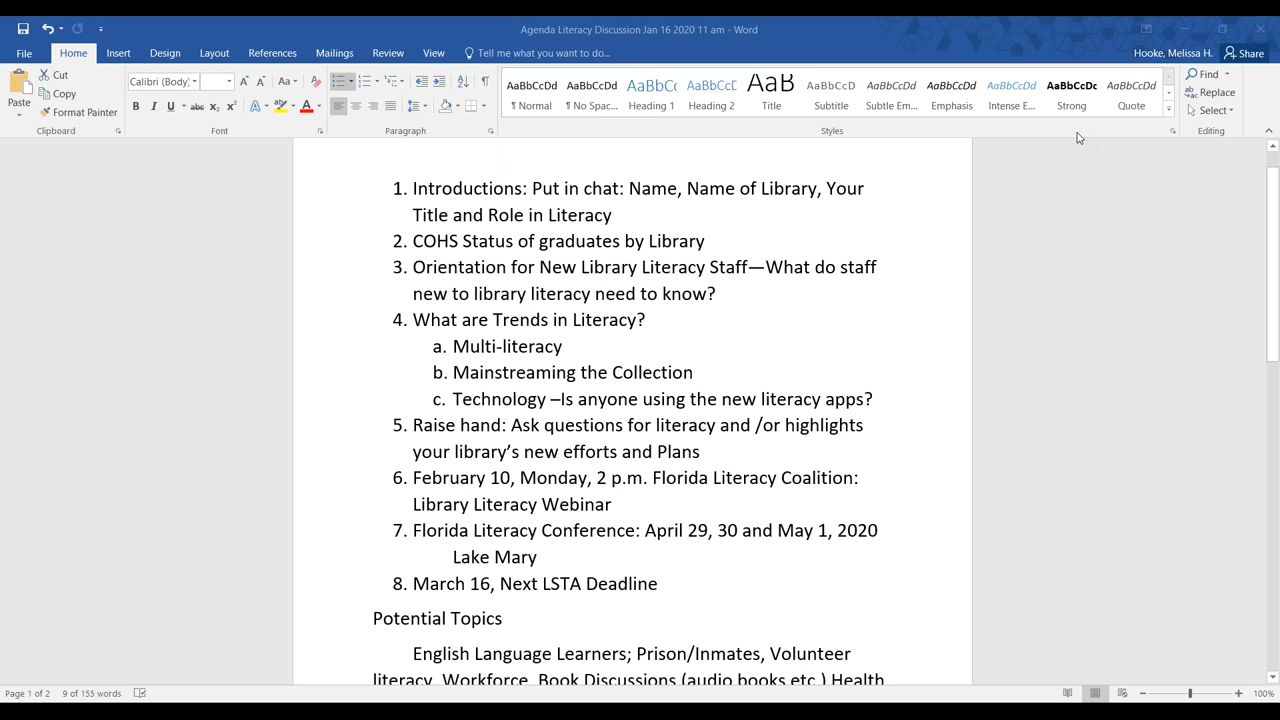 Agenda Literacy Discussion Jan 16 2020 11 am - Word
File Home Insert Design Layout References Mailings Review View Tell me what you want to do... Hooke, Melissa H. Share
Paste
Cut
Copy
Format Painter
Clipboard
Calibri (Body)
Font
Paragraph
AaBbCcDd AaBbCcDd AaBbCc AaBbCcE AaB AaBbCcD AaBbCcDd AaBbCcDd AaBbCcDd AaBbCcDc AaBbCcDd
¶ Normal ¶ No Spac... Heading 1 Heading 2 Title Subtitle Subtle Em... Emphasis Intense E... Strong Quote
Styles
Find
Replace
Select
Editing
1. Introductions: Put in chat: Name, Name of Library, Your
Title and Role in Literacy
2. COHS Status of graduates by Library
3. Orientation for New Library Literacy Staff—What do staff
new to library literacy need to know?
4. What are Trends in Literacy?
a. Multi-literacy
b. Mainstreaming the Collection
c. Technology –Is anyone using the new literacy apps?
5. Raise hand: Ask questions for literacy and /or highlights
your library’s new efforts and Plans
6. February 10, Monday, 2 p.m. Florida Literacy Coalition:
Library Literacy Webinar
7. Florida Literacy Conference: April 29, 30 and May 1, 2020
Lake Mary
8. March 16, Next LSTA Deadline
Potential Topics
English Language Learners; Prison/Inmates, Volunteer
literacy, Workforce, Book Discussions (audio books etc.) Health
Page 1 of 2 9 of 155 words 100%